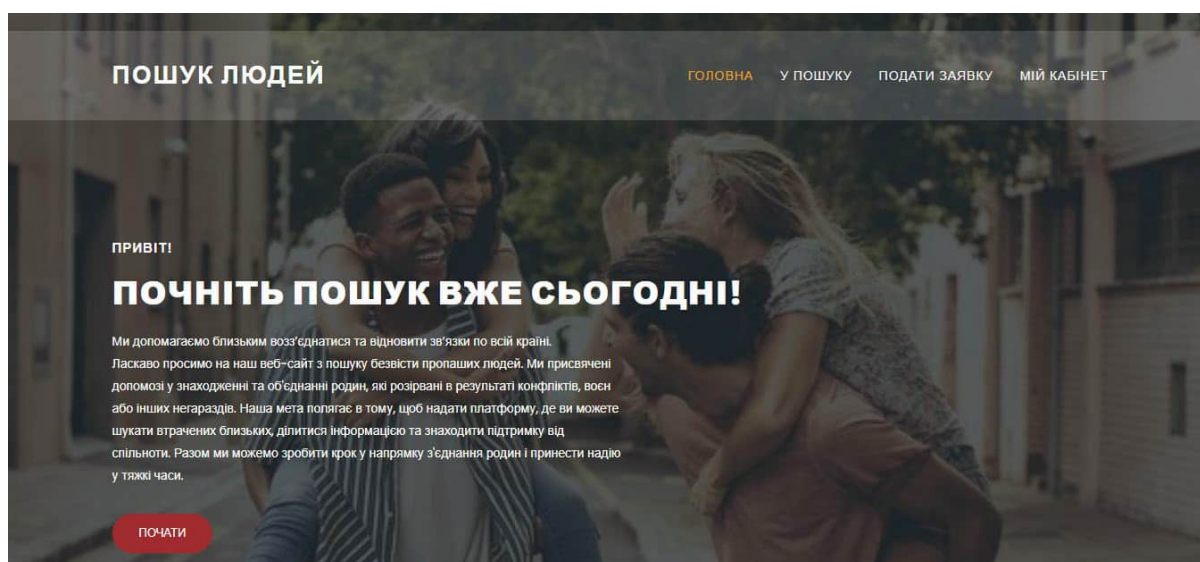 ПОШУК ЛЮДЕЙ
ГОЛОВНА У ПОШУКУ ПОДАТИ ЗАЯВКУ МІЙ КАБІНЕТ
ПРИВІТ!
ПОЧНІТЬ ПОШУК ВЖЕ СЬОГОДНІ!
Ми допомагаємо близьким возз'єднатися та відновити зв'язки по всій країні.
Ласкаво просимо на наш веб-сайт з пошуку безвісти пропаших людей. Ми присвячені
допомозі у знаходженні та об'єднанні родин, які розірвані в результаті конфліктів, воєн
або інших негараздів. Наша мета полягає в тому, щоб надати платформу, де ви можете
шукати втрачених близьких, ділитися інформацією та знаходити підтримку від
спільноти. Разом ми можемо зробити крок у напрямку з'єднання родин і принести надію
у тяжкі часи.
ПОЧАТИ